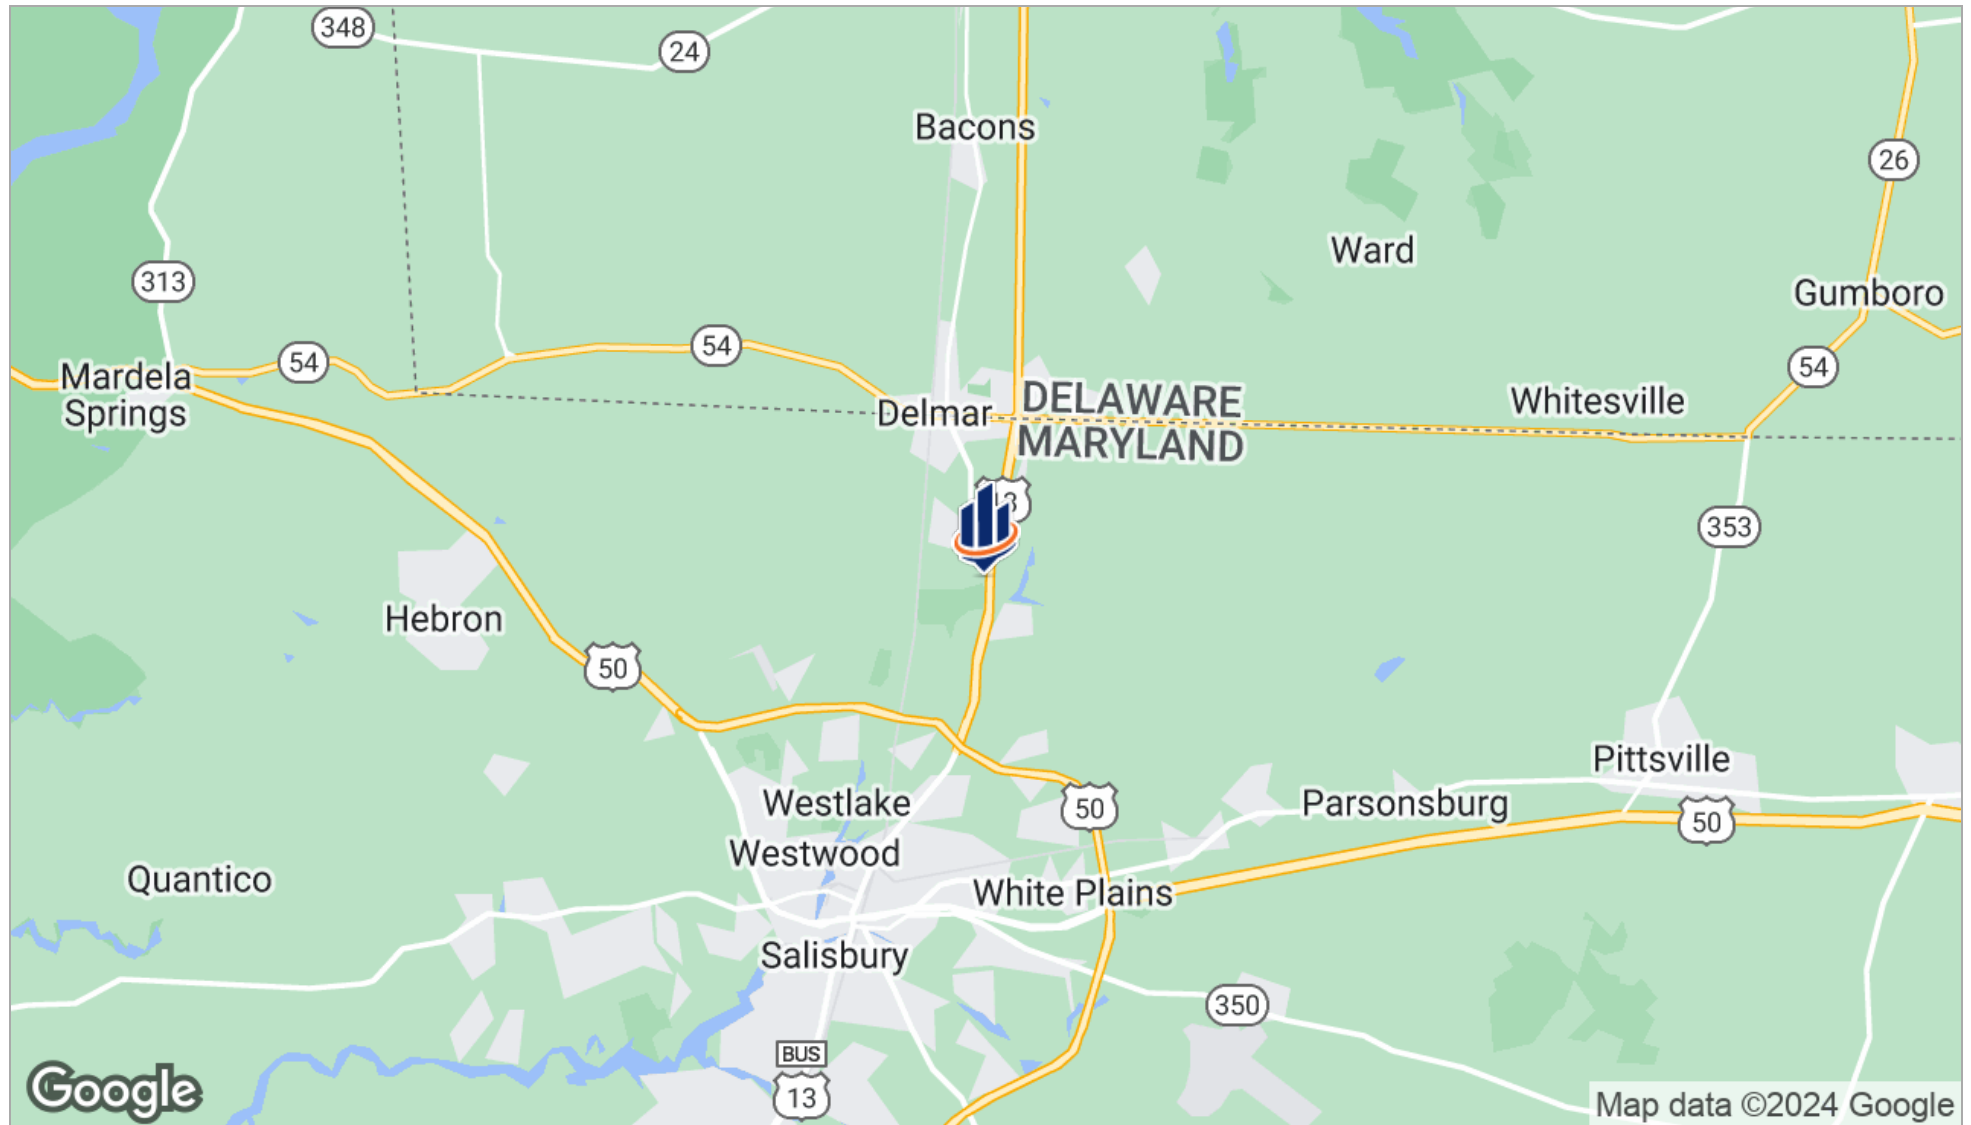 348
24
Bacons
26
Ward
313
Gumboro
54
54
54
Mardela
Springs
DELAWARE
Whitesville
Delmar
MARYLAND
353
Hebron
50
Pittsville
Westlake
50
Parsonsburg
50
Westwood
Quantico
White Plains
Salisbury
350
BUS
13
Google
Map data ©2024 Google